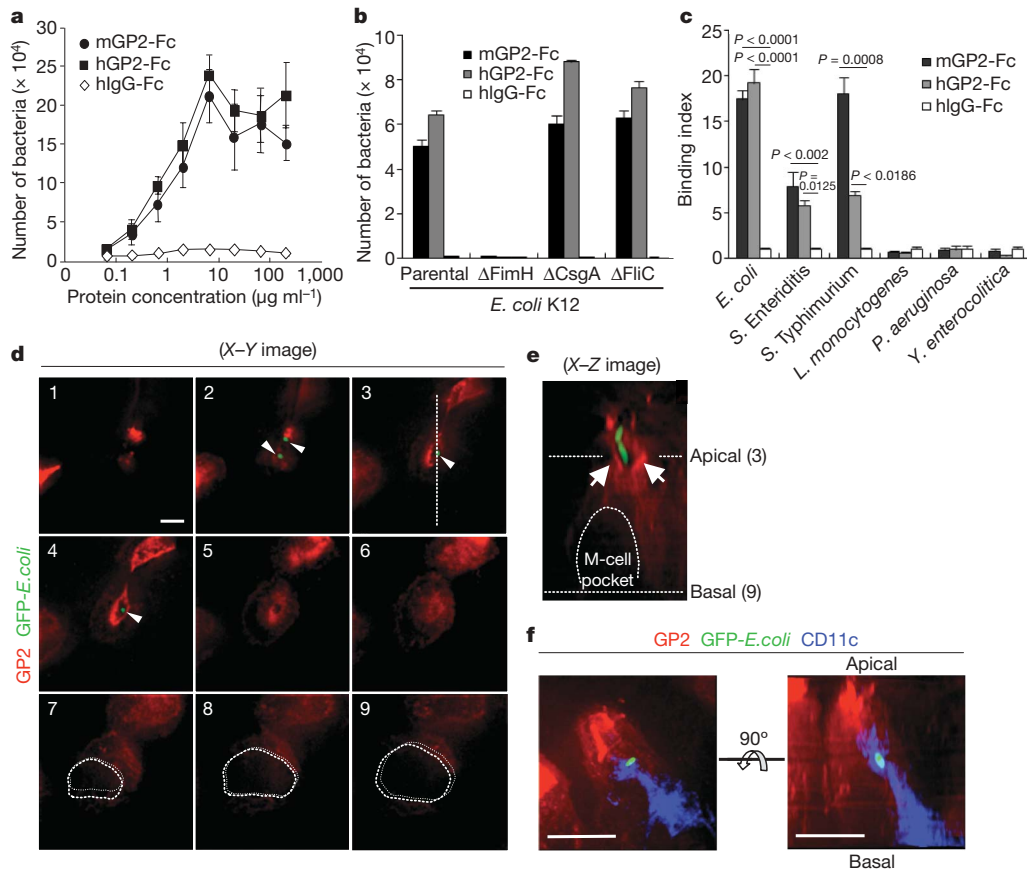 a
Number of bacteria (× 10⁴)
30
25
20
15
10
5
0
mGP2-Fc
hGP2-Fc
hIgG-Fc
0 0.1 1 10 100 1,000
Protein concentration (µg ml⁻¹)
b
Number of bacteria (× 10⁴)
10
8
6
4
2
0
mGP2-Fc
hGP2-Fc
hIgG-Fc
Parental ΔFimH ΔCsgA ΔFliC
E. coli K12
c
Binding index
25
20
15
10
5
0
P < 0.0001
P < 0.0001
P = 0.0008
P < 0.002
P =
0.0125
P < 0.0186
mGP2-Fc
hGP2-Fc
hIgG-Fc
E. coli
S. Enteriditis
S. Typhimurium
L. monocytogenes
P. aeruginosa
Y. enterocolitica
d
(X–Y image)
GP2 GFP-E.coli
1 2 3
4 5 6
7 8 9
e
(X–Z image)
Apical (3)
M-cell
pocket
Basal (9)
f
GP2 GFP-E.coli CD11c
Apical
90º
Basal